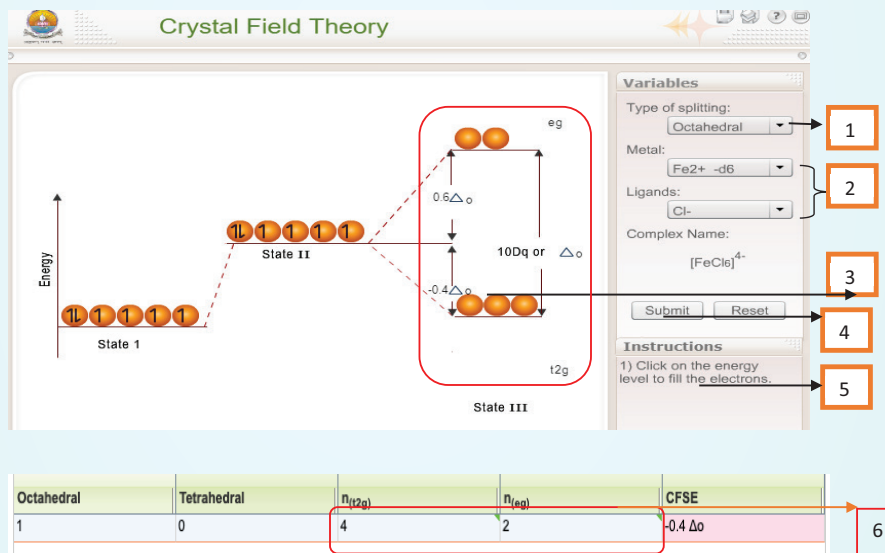 Crystal Field Theory
Variables
Type of splitting:
Octahedral
1
Metal:
Fe2+ -d6
2
Ligands:
Cl-
Complex Name:
[FeCl6]4-
3
Submit
Reset
4
Instructions
1) Click on the energy
level to fill the electrons.
5
Energy
State 1
State II
eg
0.6△o
10Dq or △o
-0.4△o
t2g
State III
Octahedral
Tetrahedral
n(t2g)
n(eg)
CFSE
1
0
4
2
-0.4 Δo
6